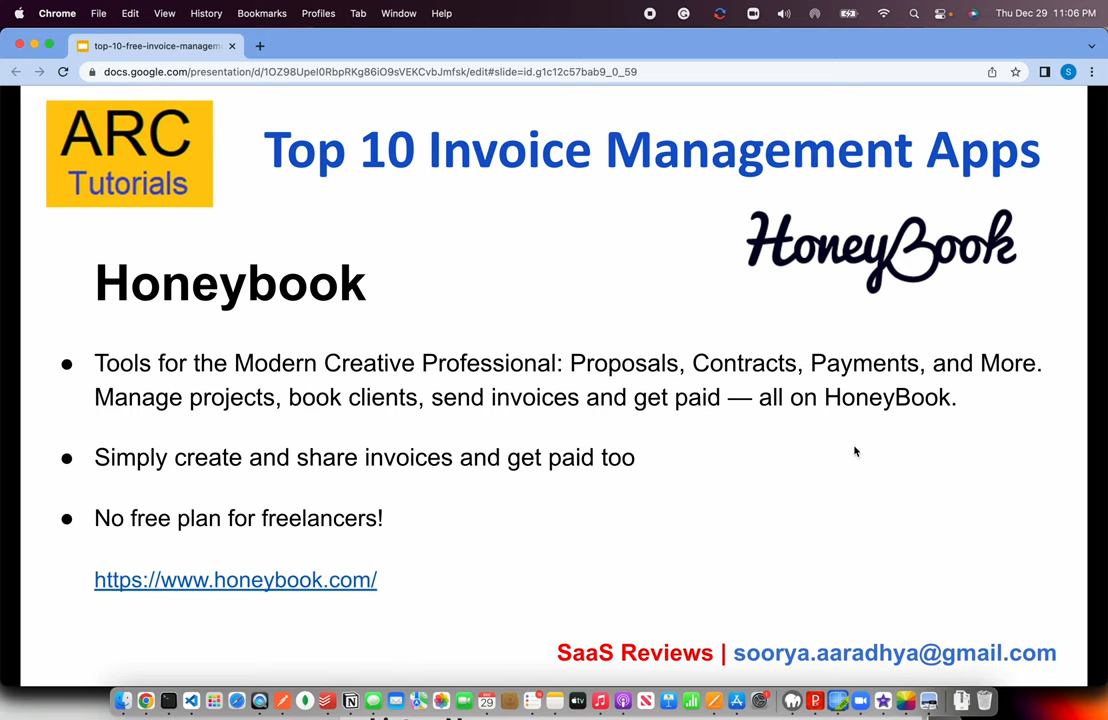 Chrome File Edit View History Bookmarks Profiles Tab Window Help Thu Dec 29 11:06 PM
top-10-free-invoice-managem
docs.google.com/presentation/d/1OZ98UpeI0RbpRKg86iO9sVEKCvbJmfsk/edit#slide=id.g1c12c57bab9_0_59
S
ARC
Tutorials
Top 10 Invoice Management Apps
HoneyBook
Honeybook
● Tools for the Modern Creative Professional: Proposals, Contracts, Payments, and More.
Manage projects, book clients, send invoices and get paid — all on HoneyBook.
● Simply create and share invoices and get paid too
● No free plan for freelancers!
https://www.honeybook.com/
SaaS Reviews | soorya.aaradhya@gmail.com